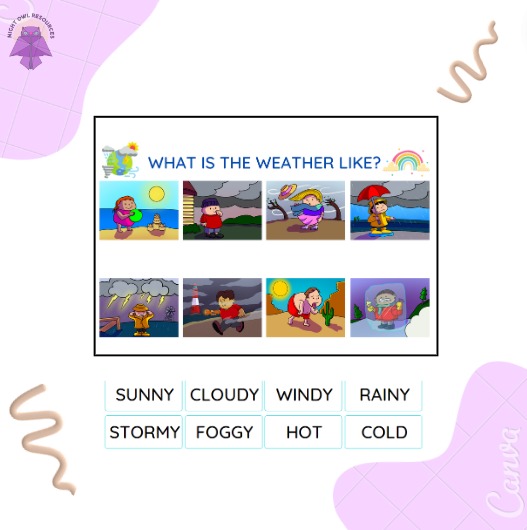 NIGHT OWL RESOURCES
WHAT IS THE WEATHER LIKE?
SUNNY CLOUDY WINDY RAINY
STORMY FOGGY HOT COLD
Canva